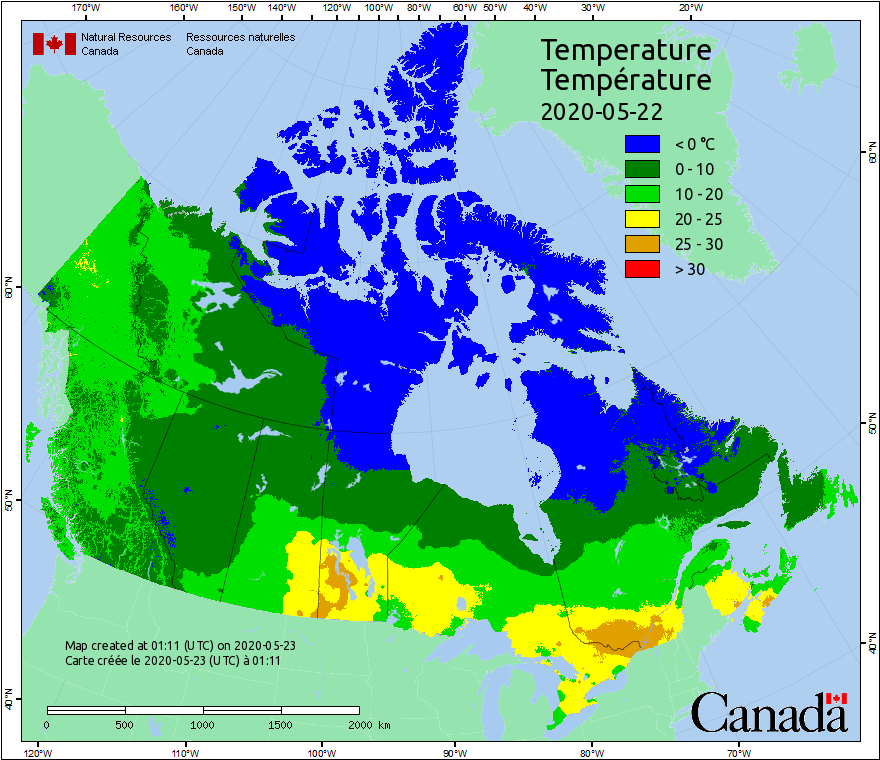 170°W 160°W 150°W 140°W 120°W 100°W 80°W 60°W 50°W 40°W 30°W 20°W
Natural Resources Ressources naturelles
Canada Canada
Temperature
Température
2020-05-22
< 0 °C
0 - 10
10 - 20
20 - 25
25 - 30
> 30
60°N
60°N
50°N
50°N
40°N
40°N
Map created at 01:11 (UTC) on 2020-05-23
Carte créée le 2020-05-23 (UTC) à 01:11
0 500 1000 1500 2000 km
Canada
120°W 110°W 100°W 90°W 80°W 70°W